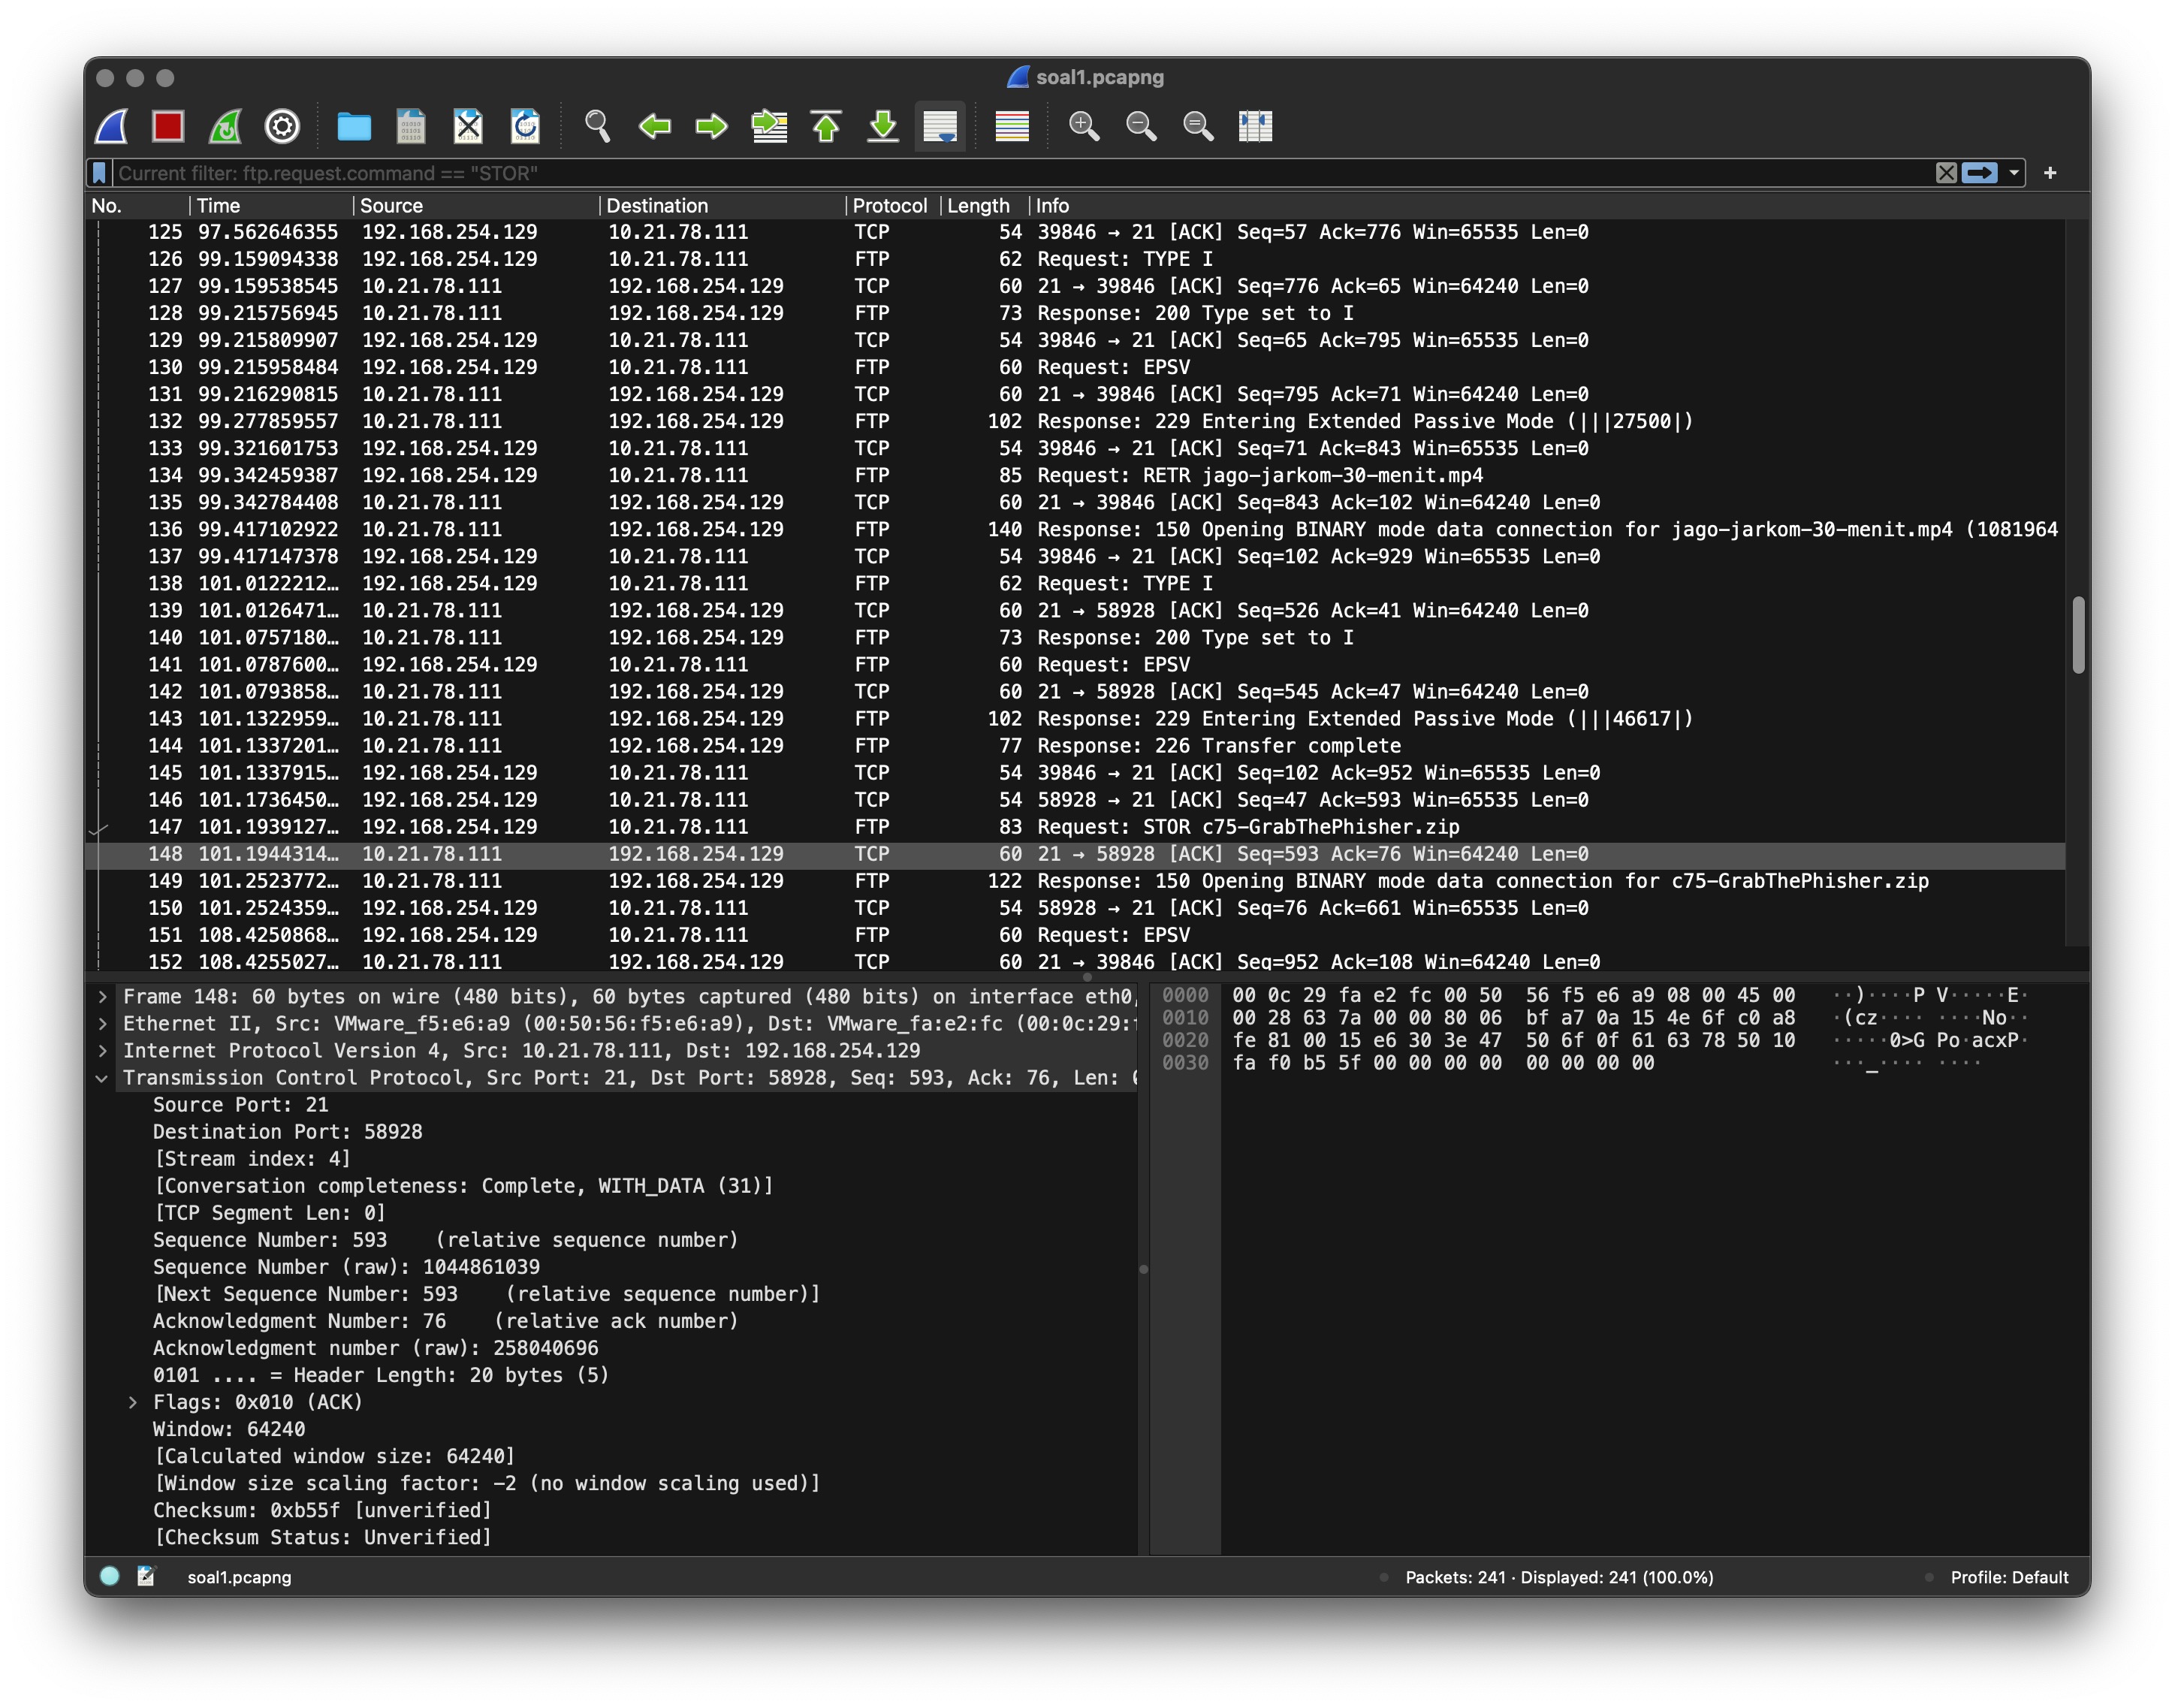 soal1.pcapng
Current filter: ftp.request.command == "STOR"
No. Time Source Destination Protocol Length Info
125 97.562646355 192.168.254.129 10.21.78.111 TCP 54 39846 → 21 [ACK] Seq=57 Ack=776 Win=65535 Len=0
126 99.159094338 192.168.254.129 10.21.78.111 FTP 62 Request: TYPE I
127 99.159538545 10.21.78.111 192.168.254.129 TCP 60 21 → 39846 [ACK] Seq=776 Ack=65 Win=64240 Len=0
128 99.215756945 10.21.78.111 192.168.254.129 FTP 73 Response: 200 Type set to I
129 99.215809907 192.168.254.129 10.21.78.111 TCP 54 39846 → 21 [ACK] Seq=65 Ack=795 Win=65535 Len=0
130 99.215958484 192.168.254.129 10.21.78.111 FTP 60 Request: EPSV
131 99.216290815 10.21.78.111 192.168.254.129 TCP 60 21 → 39846 [ACK] Seq=795 Ack=71 Win=64240 Len=0
132 99.277859557 10.21.78.111 192.168.254.129 FTP 102 Response: 229 Entering Extended Passive Mode (|||27500|)
133 99.321601753 192.168.254.129 10.21.78.111 TCP 54 39846 → 21 [ACK] Seq=71 Ack=843 Win=65535 Len=0
134 99.342459387 192.168.254.129 10.21.78.111 FTP 85 Request: RETR jago-jarkom-30-menit.mp4
135 99.342784408 10.21.78.111 192.168.254.129 TCP 60 21 → 39846 [ACK] Seq=843 Ack=102 Win=64240 Len=0
136 99.417102922 10.21.78.111 192.168.254.129 FTP 140 Response: 150 Opening BINARY mode data connection for jago-jarkom-30-menit.mp4 (1081964
137 99.417147378 192.168.254.129 10.21.78.111 TCP 54 39846 → 21 [ACK] Seq=102 Ack=929 Win=65535 Len=0
138 101.0122212… 192.168.254.129 10.21.78.111 FTP 62 Request: TYPE I
139 101.0126471… 10.21.78.111 192.168.254.129 TCP 60 21 → 58928 [ACK] Seq=526 Ack=41 Win=64240 Len=0
140 101.0757180… 10.21.78.111 192.168.254.129 FTP 73 Response: 200 Type set to I
141 101.0787600… 192.168.254.129 10.21.78.111 FTP 60 Request: EPSV
142 101.0793858… 10.21.78.111 192.168.254.129 TCP 60 21 → 58928 [ACK] Seq=545 Ack=47 Win=64240 Len=0
143 101.1322959… 10.21.78.111 192.168.254.129 FTP 102 Response: 229 Entering Extended Passive Mode (|||46617|)
144 101.1337201… 10.21.78.111 192.168.254.129 FTP 77 Response: 226 Transfer complete
145 101.1337915… 192.168.254.129 10.21.78.111 TCP 54 39846 → 21 [ACK] Seq=102 Ack=952 Win=65535 Len=0
146 101.1736450… 192.168.254.129 10.21.78.111 TCP 54 58928 → 21 [ACK] Seq=47 Ack=593 Win=65535 Len=0
147 101.1939127… 192.168.254.129 10.21.78.111 FTP 83 Request: STOR c75-GrabThePhisher.zip
148 101.1944314… 10.21.78.111 192.168.254.129 TCP 60 21 → 58928 [ACK] Seq=593 Ack=76 Win=64240 Len=0
149 101.2523772… 10.21.78.111 192.168.254.129 FTP 122 Response: 150 Opening BINARY mode data connection for c75-GrabThePhisher.zip
150 101.2524359… 192.168.254.129 10.21.78.111 TCP 54 58928 → 21 [ACK] Seq=76 Ack=661 Win=65535 Len=0
151 108.4250868… 192.168.254.129 10.21.78.111 FTP 60 Request: EPSV
152 108.4255027… 10.21.78.111 192.168.254.129 TCP 60 21 → 39846 [ACK] Seq=952 Ack=108 Win=64240 Len=0
Frame 148: 60 bytes on wire (480 bits), 60 bytes captured (480 bits) on interface eth0,
Ethernet II, Src: VMware_f5:e6:a9 (00:50:56:f5:e6:a9), Dst: VMware_fa:e2:fc (00:0c:29:f
Internet Protocol Version 4, Src: 10.21.78.111, Dst: 192.168.254.129
Transmission Control Protocol, Src Port: 21, Dst Port: 58928, Seq: 593, Ack: 76, Len: 0
Source Port: 21
Destination Port: 58928
[Stream index: 4]
[Conversation completeness: Complete, WITH_DATA (31)]
[TCP Segment Len: 0]
Sequence Number: 593 (relative sequence number)
Sequence Number (raw): 1044861039
[Next Sequence Number: 593 (relative sequence number)]
Acknowledgment Number: 76 (relative ack number)
Acknowledgment number (raw): 258040696
0101 .... = Header Length: 20 bytes (5)
Flags: 0x010 (ACK)
Window: 64240
[Calculated window size: 64240]
[Window size scaling factor: -2 (no window scaling used)]
Checksum: 0xb55f [unverified]
[Checksum Status: Unverified]
0000 00 0c 29 fa e2 fc 00 50 56 f5 e6 a9 08 00 45 00 ··)····P V·····E·
0010 00 28 63 7a 00 00 80 06 bf a7 0a 15 4e 6f c0 a8 ·(cz···· ····No··
0020 fe 81 00 15 e6 30 3e 47 50 6f 0f 61 63 78 50 10 ·····0>G Po·acxP·
0030 fa f0 b5 5f 00 00 00 00 00 00 00 00 ···_···· ····
soal1.pcapng
Packets: 241 · Displayed: 241 (100.0%)
Profile: Default